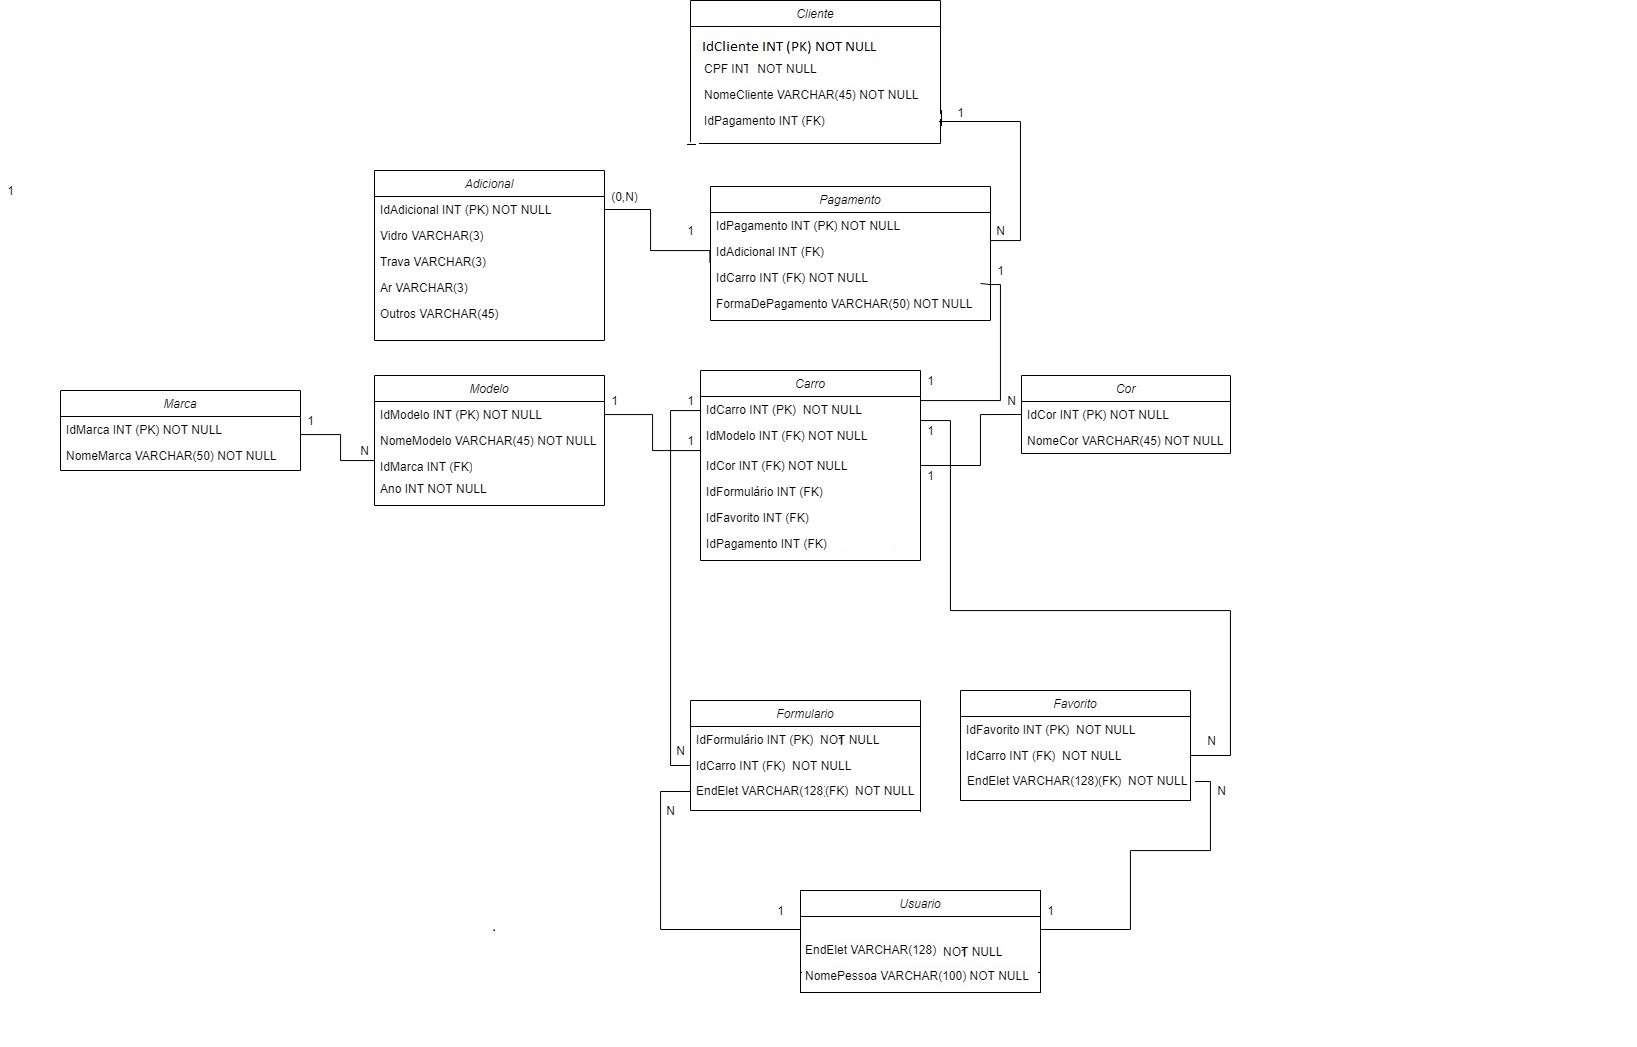 Cliente
IdCliente INT (PK) NOT NULL
CPF INT NOT NULL
NomeCliente VARCHAR(45) NOT NULL
IdPagamento INT (FK)
1
1
Adicional
IdAdicional INT (PK) NOT NULL
Vidro VARCHAR(3)
Trava VARCHAR(3)
Ar VARCHAR(3)
Outros VARCHAR(45)
(0,N)
1
Pagamento
IdPagamento INT (PK) NOT NULL
IdAdicional INT (FK)
IdCarro INT (FK) NOT NULL
FormaDePagamento VARCHAR(50) NOT NULL
N
1
Marca
IdMarca INT (PK) NOT NULL
NomeMarca VARCHAR(50) NOT NULL
1
N
Modelo
IdModelo INT (PK) NOT NULL
NomeModelo VARCHAR(45) NOT NULL
IdMarca INT (FK)
Ano INT NOT NULL
1
1
1
Carro
IdCarro INT (PK) NOT NULL
IdModelo INT (FK) NOT NULL
IdCor INT (FK) NOT NULL
IdFormulário INT (FK)
IdFavorito INT (FK)
IdPagamento INT (FK)
1
1
1
N
Cor
IdCor INT (PK) NOT NULL
NomeCor VARCHAR(45) NOT NULL
Formulario
IdFormulário INT (PK) NOT NULL
IdCarro INT (FK) NOT NULL
EndElet VARCHAR(128(FK) NOT NULL
N
N
Favorito
IdFavorito INT (PK) NOT NULL
IdCarro INT (FK) NOT NULL
EndElet VARCHAR(128)(FK) NOT NULL
N
N
Usuario
EndElet VARCHAR(128) NOT NULL
NomePessoa VARCHAR(100) NOT NULL
1
1